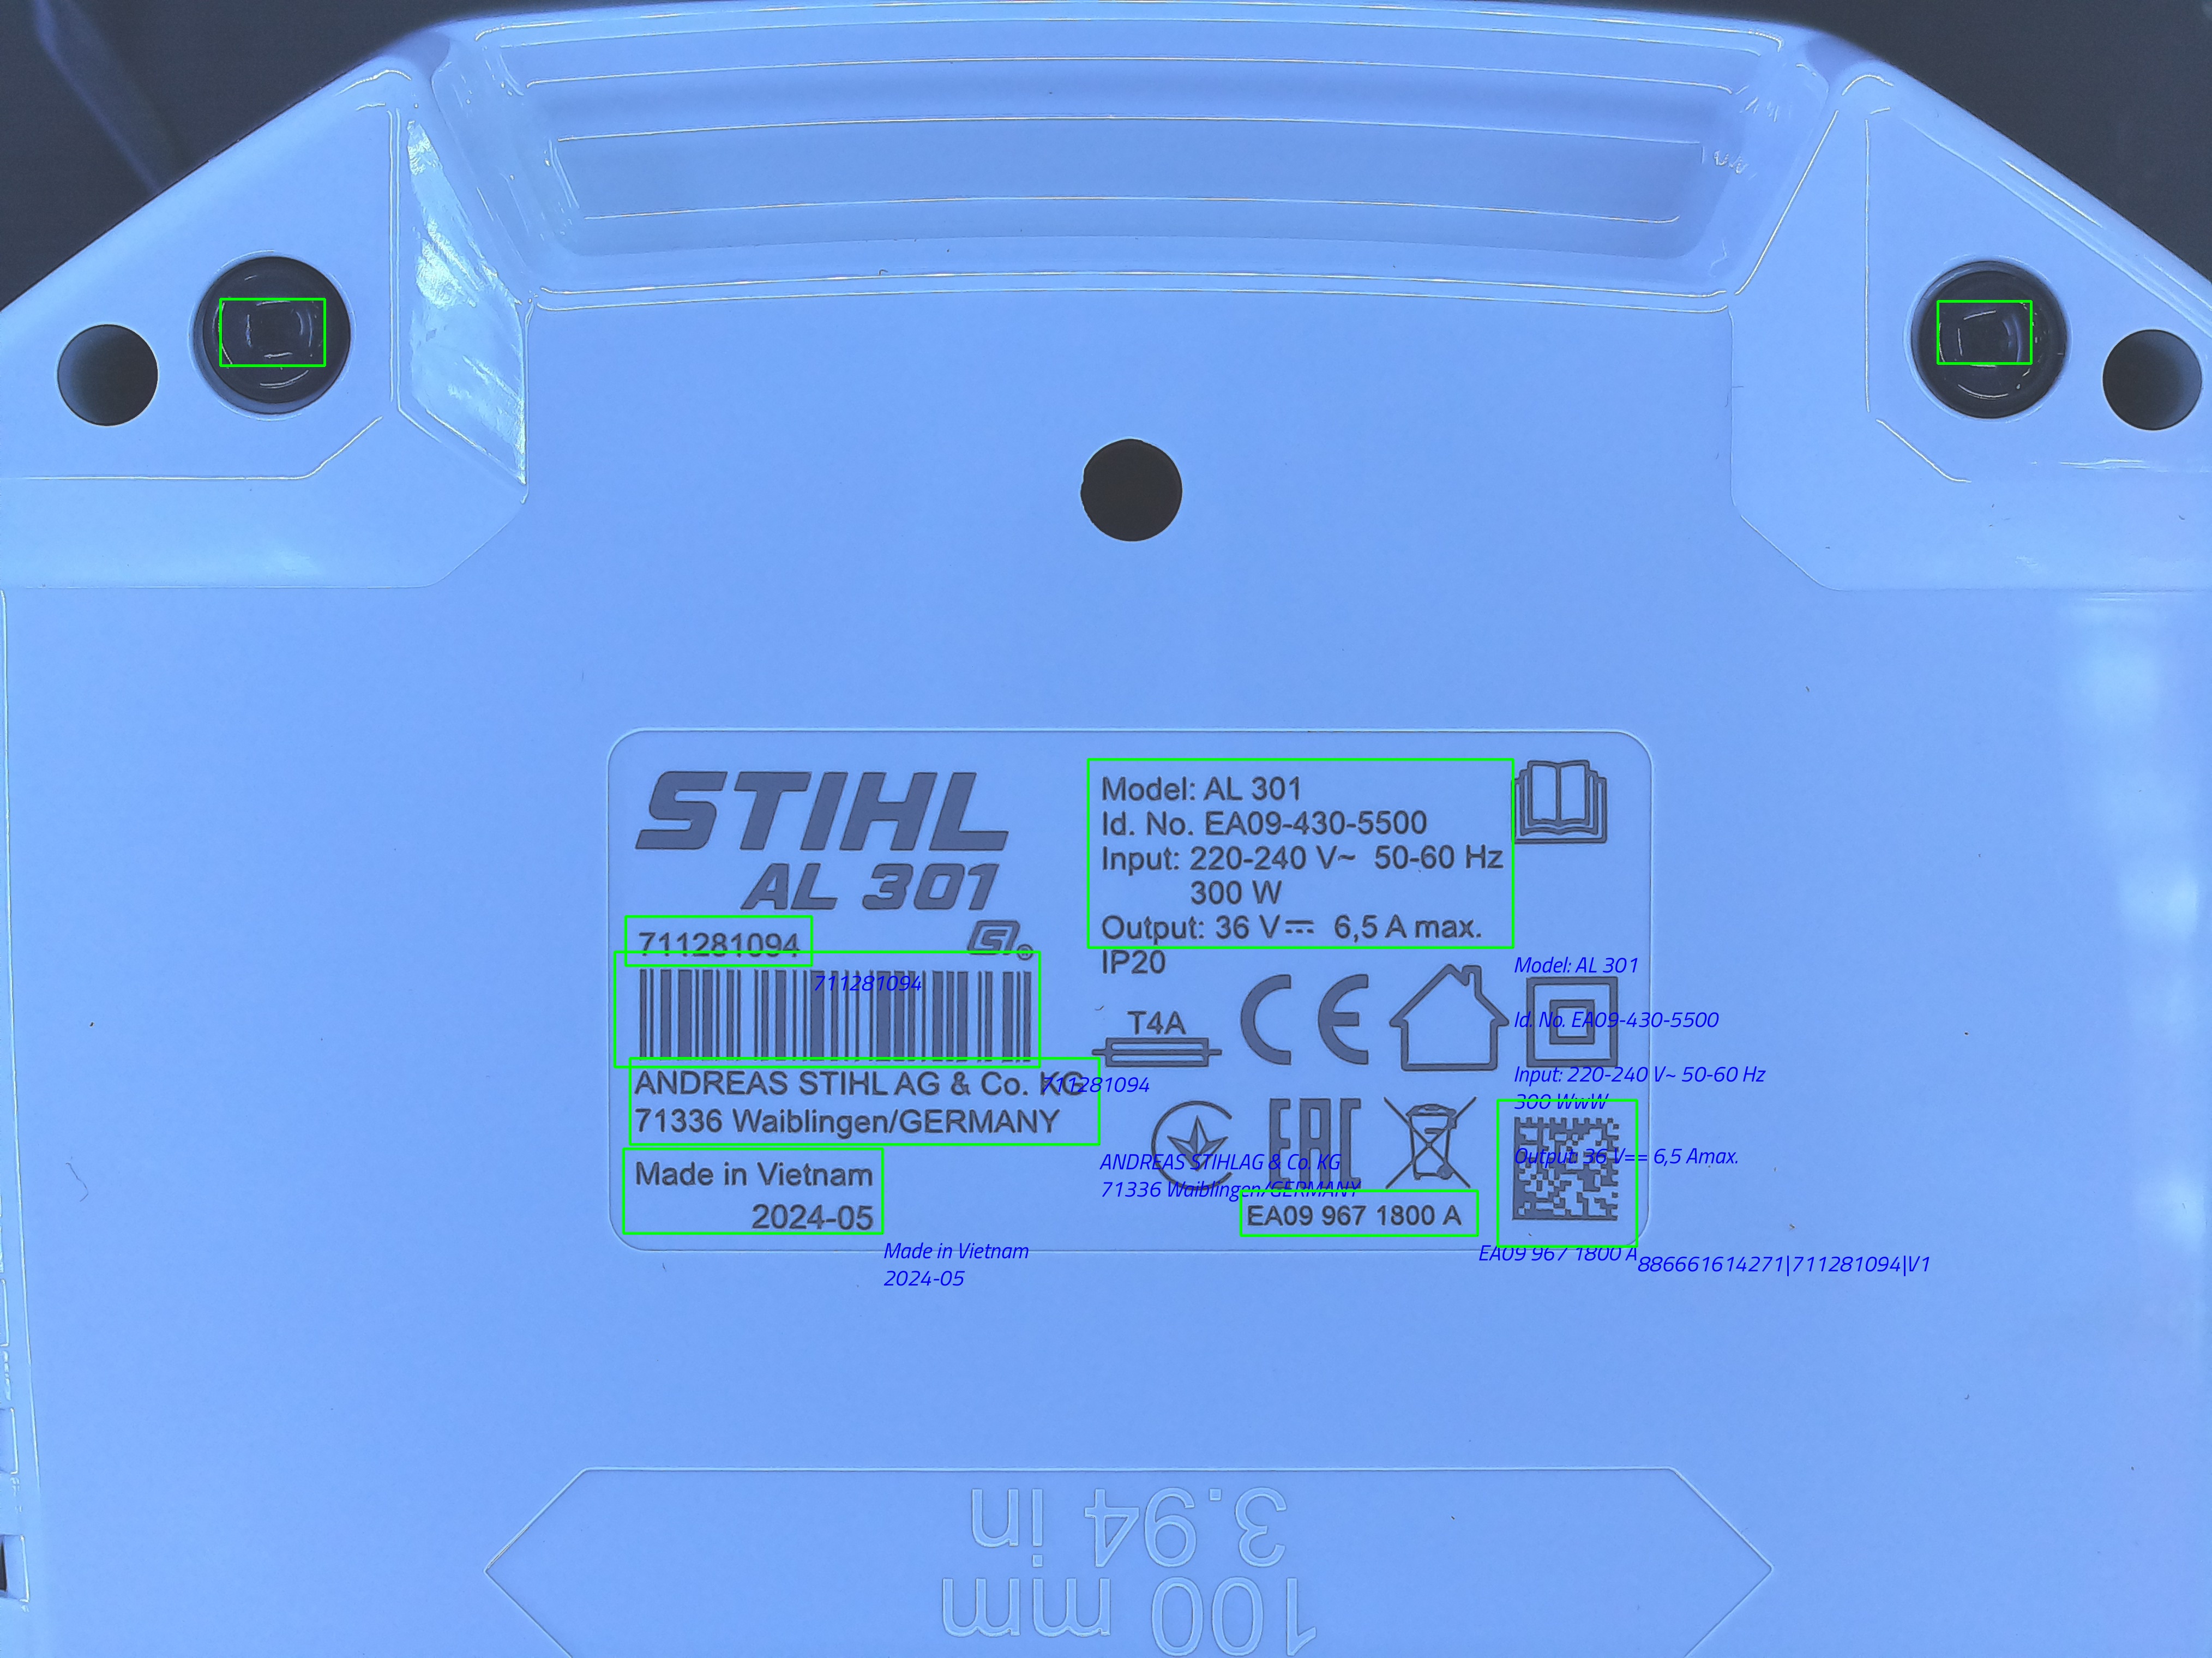 STIHL
AL 301
711281094
ANDREAS STIHL AG & Co. KG
71336 Waiblingen/GERMANY
Made in Vietnam
2024-05
Model: AL 301
Id. No. EA09-430-5500
Input: 220-240 V~ 50-60 Hz
300 W
Output: 36 V⎓ 6,5 A max.
IP20
T4A
CE
EAC
EA09 967 1800 A
711281094
711281094
ANDREAS STIHLAG & Co. KG
71336 Waiblingen/GERMANY
Made in Vietnam
2024-05
Model: AL 301
Id. No. EA09-430-5500
Input: 220-240 V~ 50-60 Hz
300 WwW
Output: 36 V== 6,5 Amax.
EA09 967 1800 A
886661614271|711281094|V1
100 mm
3.94 in